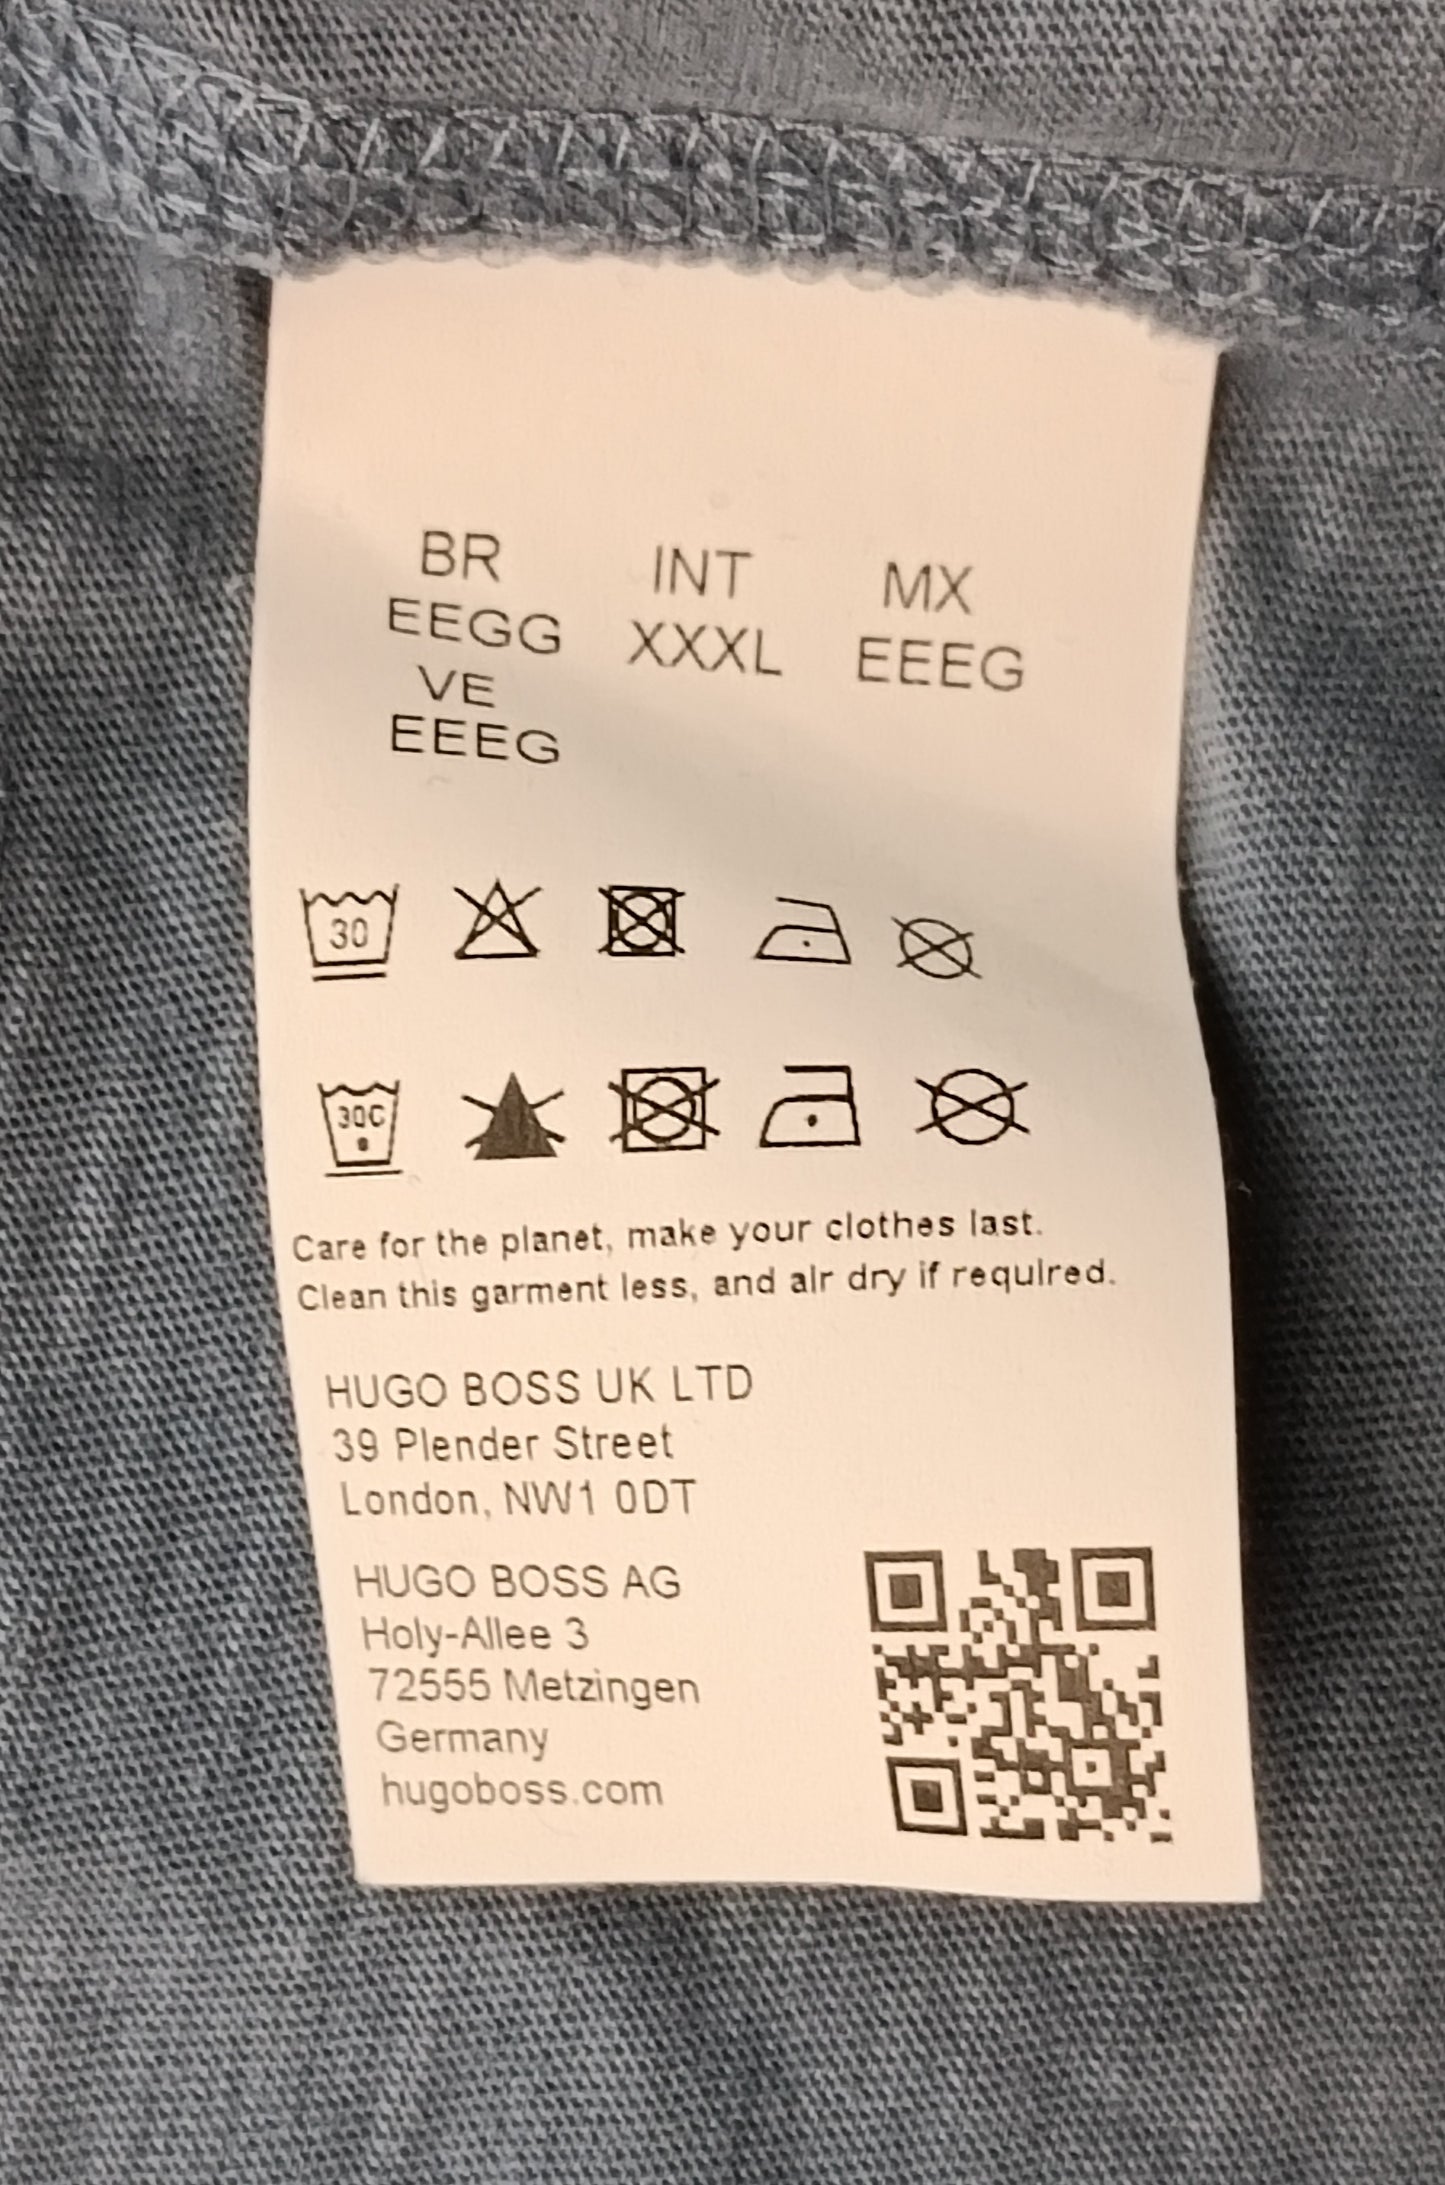 BR INT MX
EEGG XXXL EEEG
VE
EEEG
30
30C
Care for the planet, make your clothes last.
Clean this garment less, and air dry if required.
HUGO BOSS UK LTD
39 Plender Street
London, NW1 0DT
HUGO BOSS AG
Holy-Allee 3
72555 Metzingen
Germany
hugoboss.com